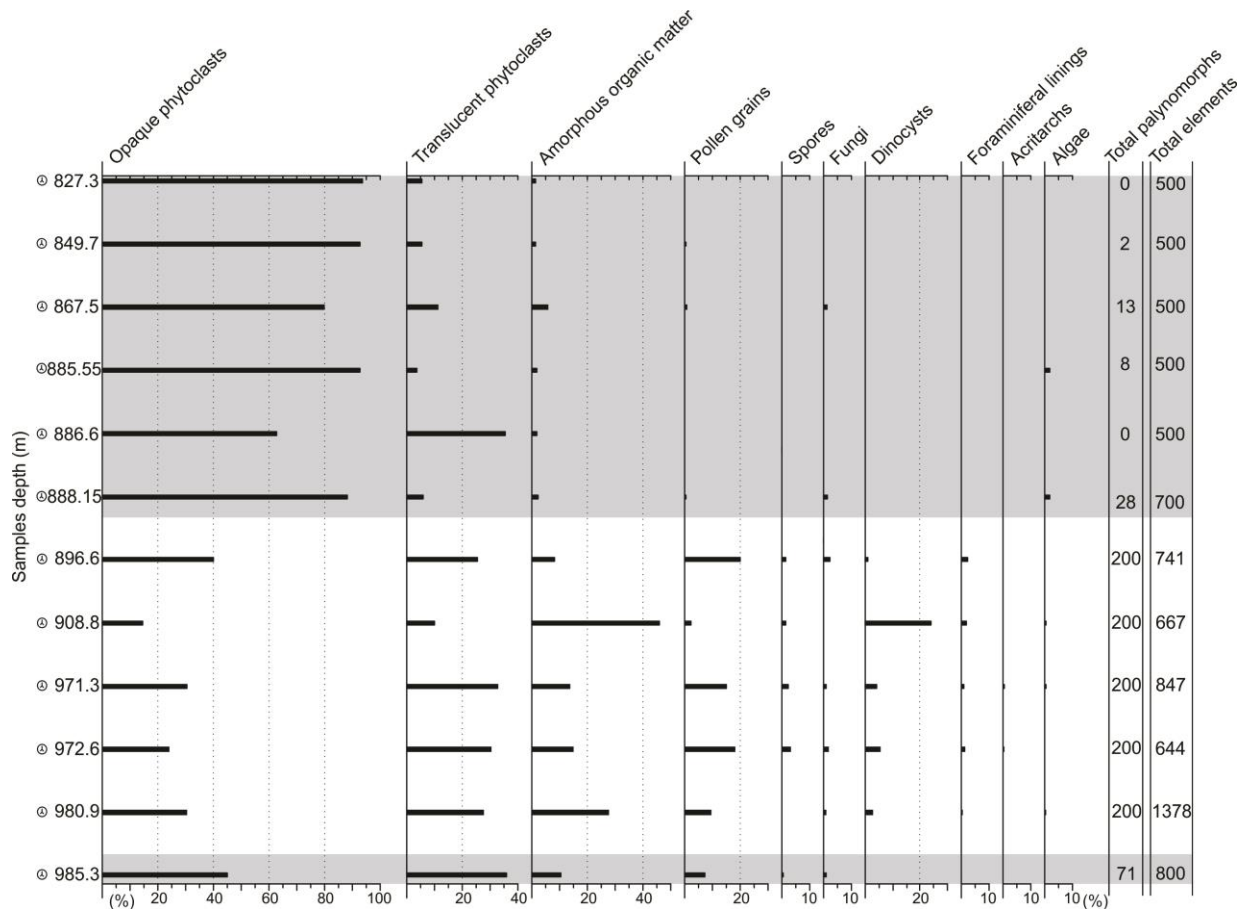 Opaque phytoclasts
Translucent phytoclasts
Amorphous organic matter
Pollen grains
Spores
Fungi
Dinocysts
Foraminiferal linings
Acritarchs
Algae
Total palynomorphs
Total elements
Samples depth (m)
827.3 0 500
849.7 2 500
867.5 13 500
885.55 8 500
886.6 0 500
888.15 28 700
896.6 200 741
908.8 200 667
971.3 200 847
972.6 200 644
980.9 200 1378
985.3 71 800
(%) 20 40 60 80 100 20 40 20 40 20 10 10 20 10 10 10 (%)